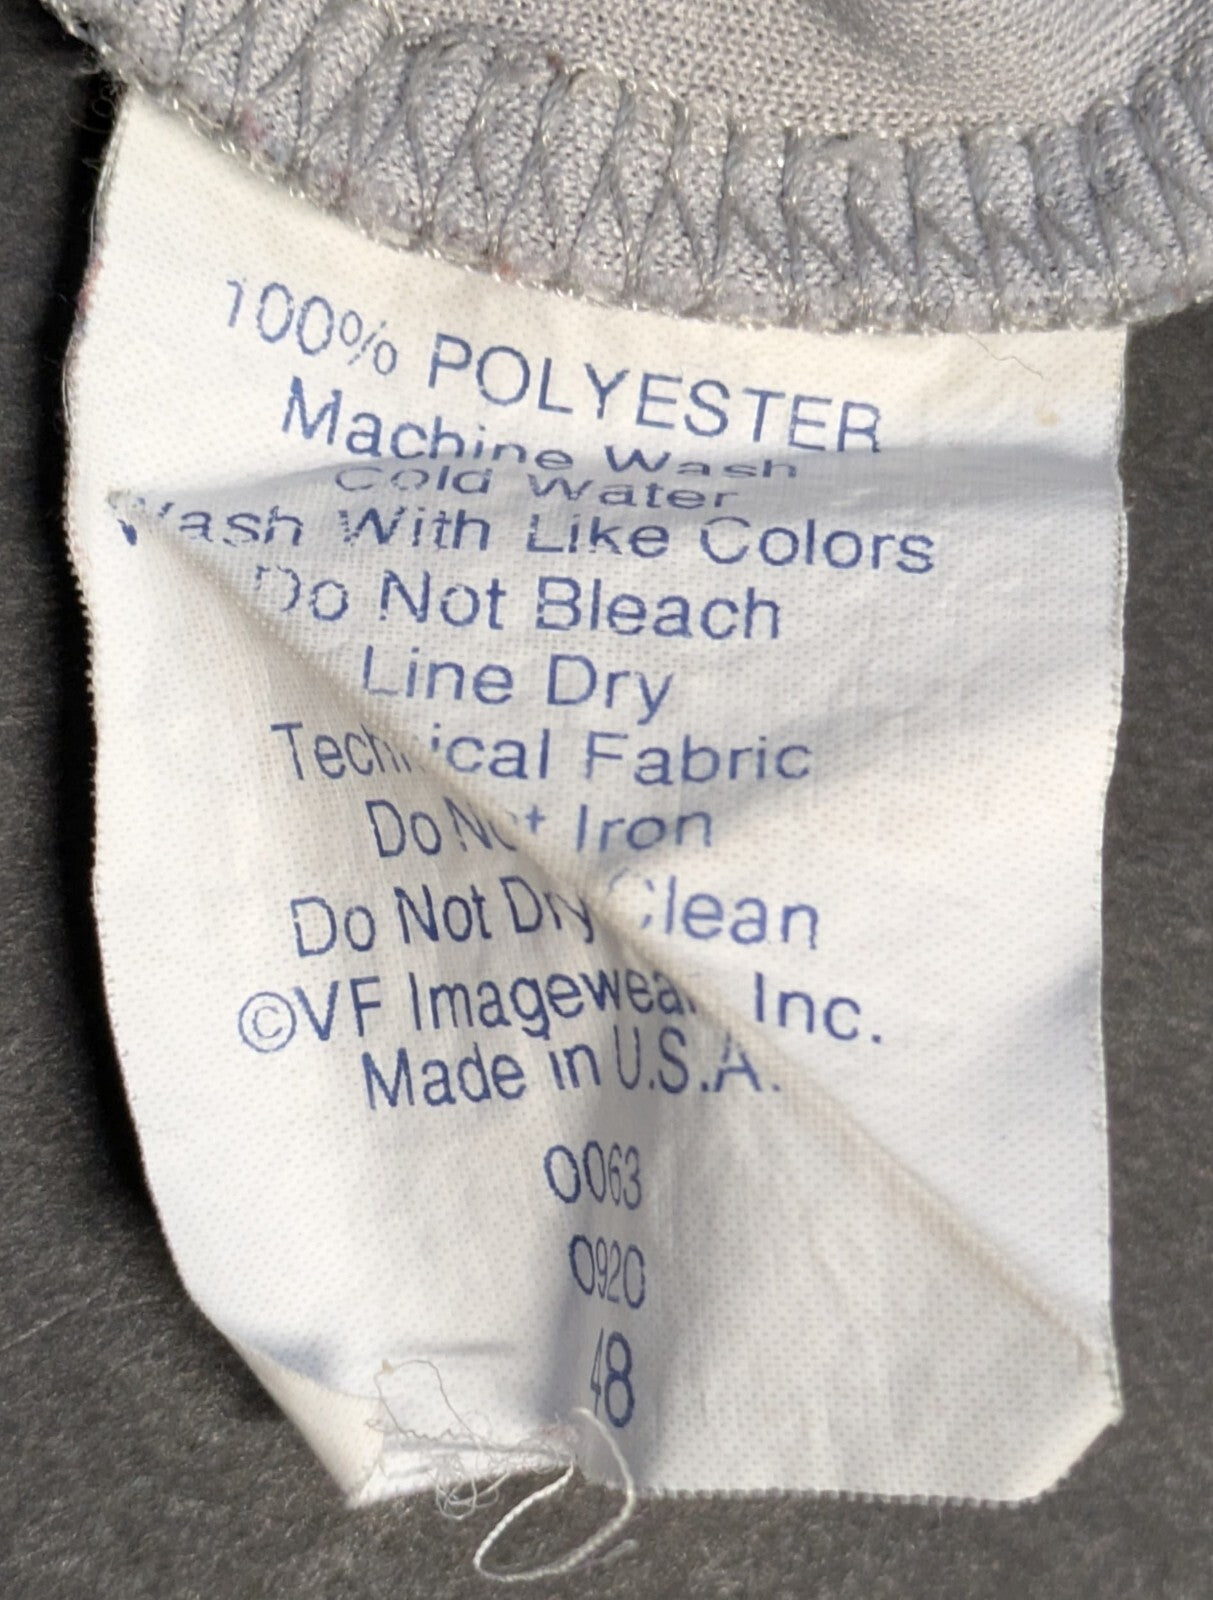 100% POLYESTER
Machine Wash
Cold Water
Wash With Like Colors
Do Not Bleach
Line Dry
Technical Fabric
Do Not Iron
Do Not Dry Clean
©VF Imagewear, Inc.
Made in U.S.A.
0063
0920
48